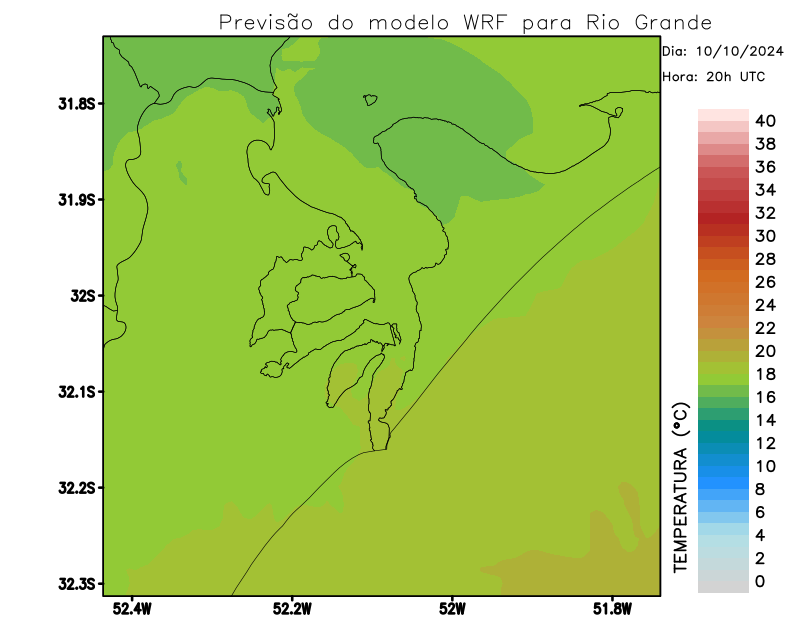 Previsão do modelo WRF para Rio Grande
Dia: 10/10/2024
Hora: 20h UTC
31.8S
31.9S
32S
32.1S
32.2S
32.3S
52.4W
52.2W
52W
51.8W
TEMPERATURA (°C)
40
38
36
34
32
30
28
26
24
22
20
18
16
14
12
10
8
6
4
2
0